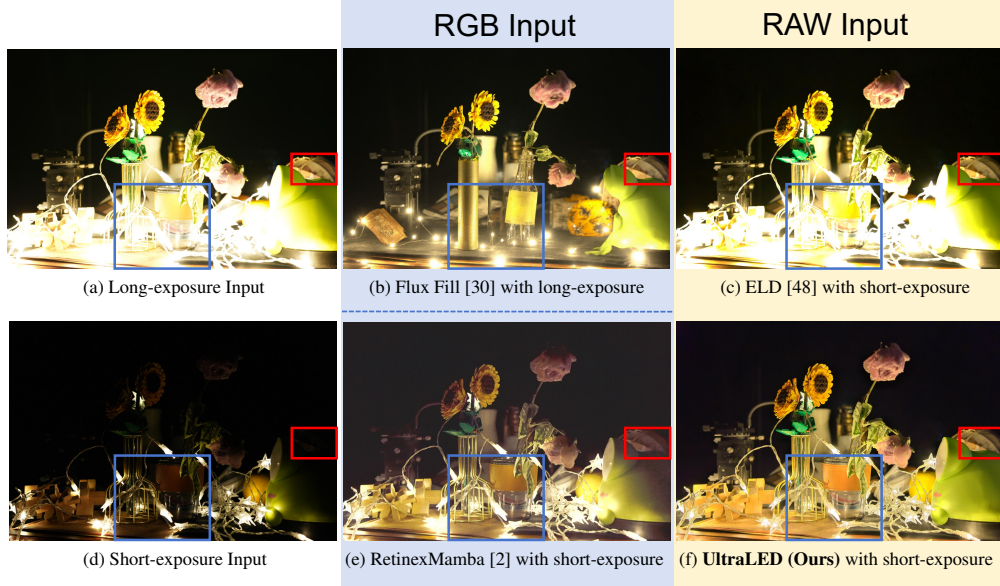 RGB Input
RAW Input
(a) Long-exposure Input
(b) Flux Fill [30] with long-exposure
(c) ELD [48] with short-exposure
(d) Short-exposure Input
(e) RetinexMamba [2] with short-exposure
(f) UltraLED (Ours) with short-exposure